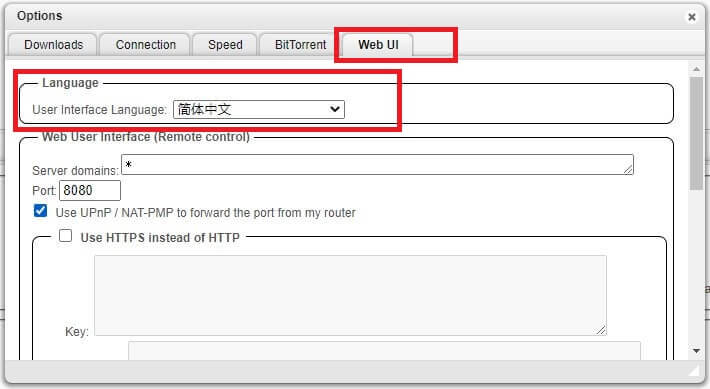 Options
Downloads Connection Speed BitTorrent Web UI
Language
User Interface Language: 简体中文
Web User Interface (Remote control)
Server domains: *
Port: 8080
Use UPnP / NAT-PMP to forward the port from my router
Use HTTPS instead of HTTP
Key: